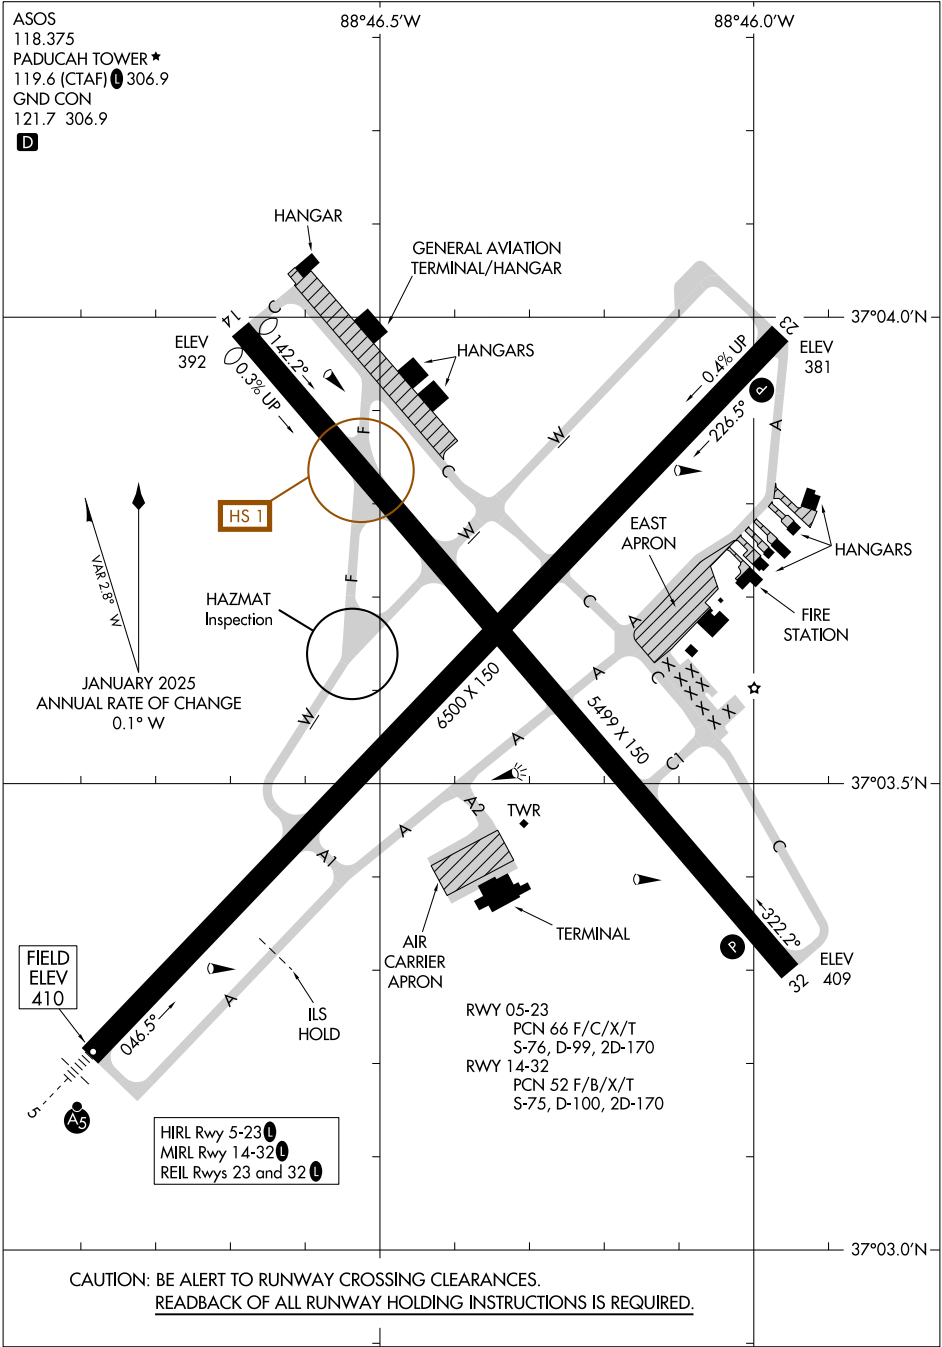 ASOS
118.375
PADUCAH TOWER ★
119.6 (CTAF) L 306.9
GND CON
121.7 306.9
D
88°46.5'W
88°46.0'W
HANGAR
GENERAL AVIATION
TERMINAL/HANGAR
C
14
23
37°04.0'N
ELEV
392
142.2°
0.3% UP
HANGARS
0.4% UP
ELEV
381
P
226.5°
A
F
W
C
HS 1
EAST
APRON
W
HANGARS
VAR 2.8° W
F
HAZMAT
Inspection
C
A
FIRE
STATION
JANUARY 2025
ANNUAL RATE OF CHANGE
0.1° W
A
C
X X X X X X X X X
W
6500 X 150
5499 X 150
A
C1
37°03.5'N
A2
TWR
A
A1
C
322.2°
TERMINAL
P
AIR
CARRIER
APRON
ELEV
409
32
FIELD
ELEV
410
A
ILS
HOLD
046.5°
RWY 05-23
PCN 66 F/C/X/T
S-76, D-99, 2D-170
RWY 14-32
PCN 52 F/B/X/T
S-75, D-100, 2D-170
5
A5
HIRL Rwy 5-23 L
MIRL Rwy 14-32 L
REIL Rwys 23 and 32 L
37°03.0'N
CAUTION: BE ALERT TO RUNWAY CROSSING CLEARANCES.
READBACK OF ALL RUNWAY HOLDING INSTRUCTIONS IS REQUIRED.